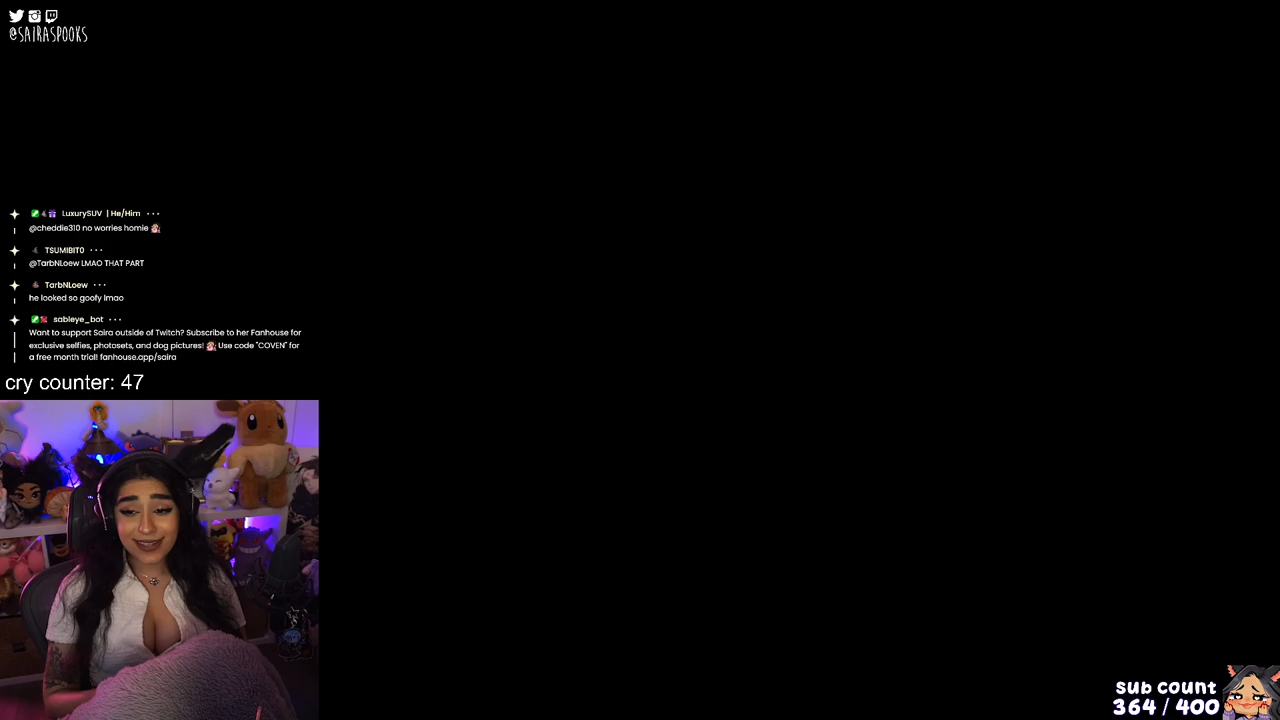 @SAIRASPOOKS
LuxurySUV | He/Him
@cheddie310 no worries homie
TSUMIBIT0
@TarbNLoew LMAO THAT PART
TarbNLoew
he looked so goofy lmao
sableye_bot
Want to support Saira outside of Twitch? Subscribe to her Fanhouse for
exclusive selfies, photosets, and dog pictures! Use code "COVEN" for
a free month trial! fanhouse.app/saira
cry counter: 47
sub count
364 / 400